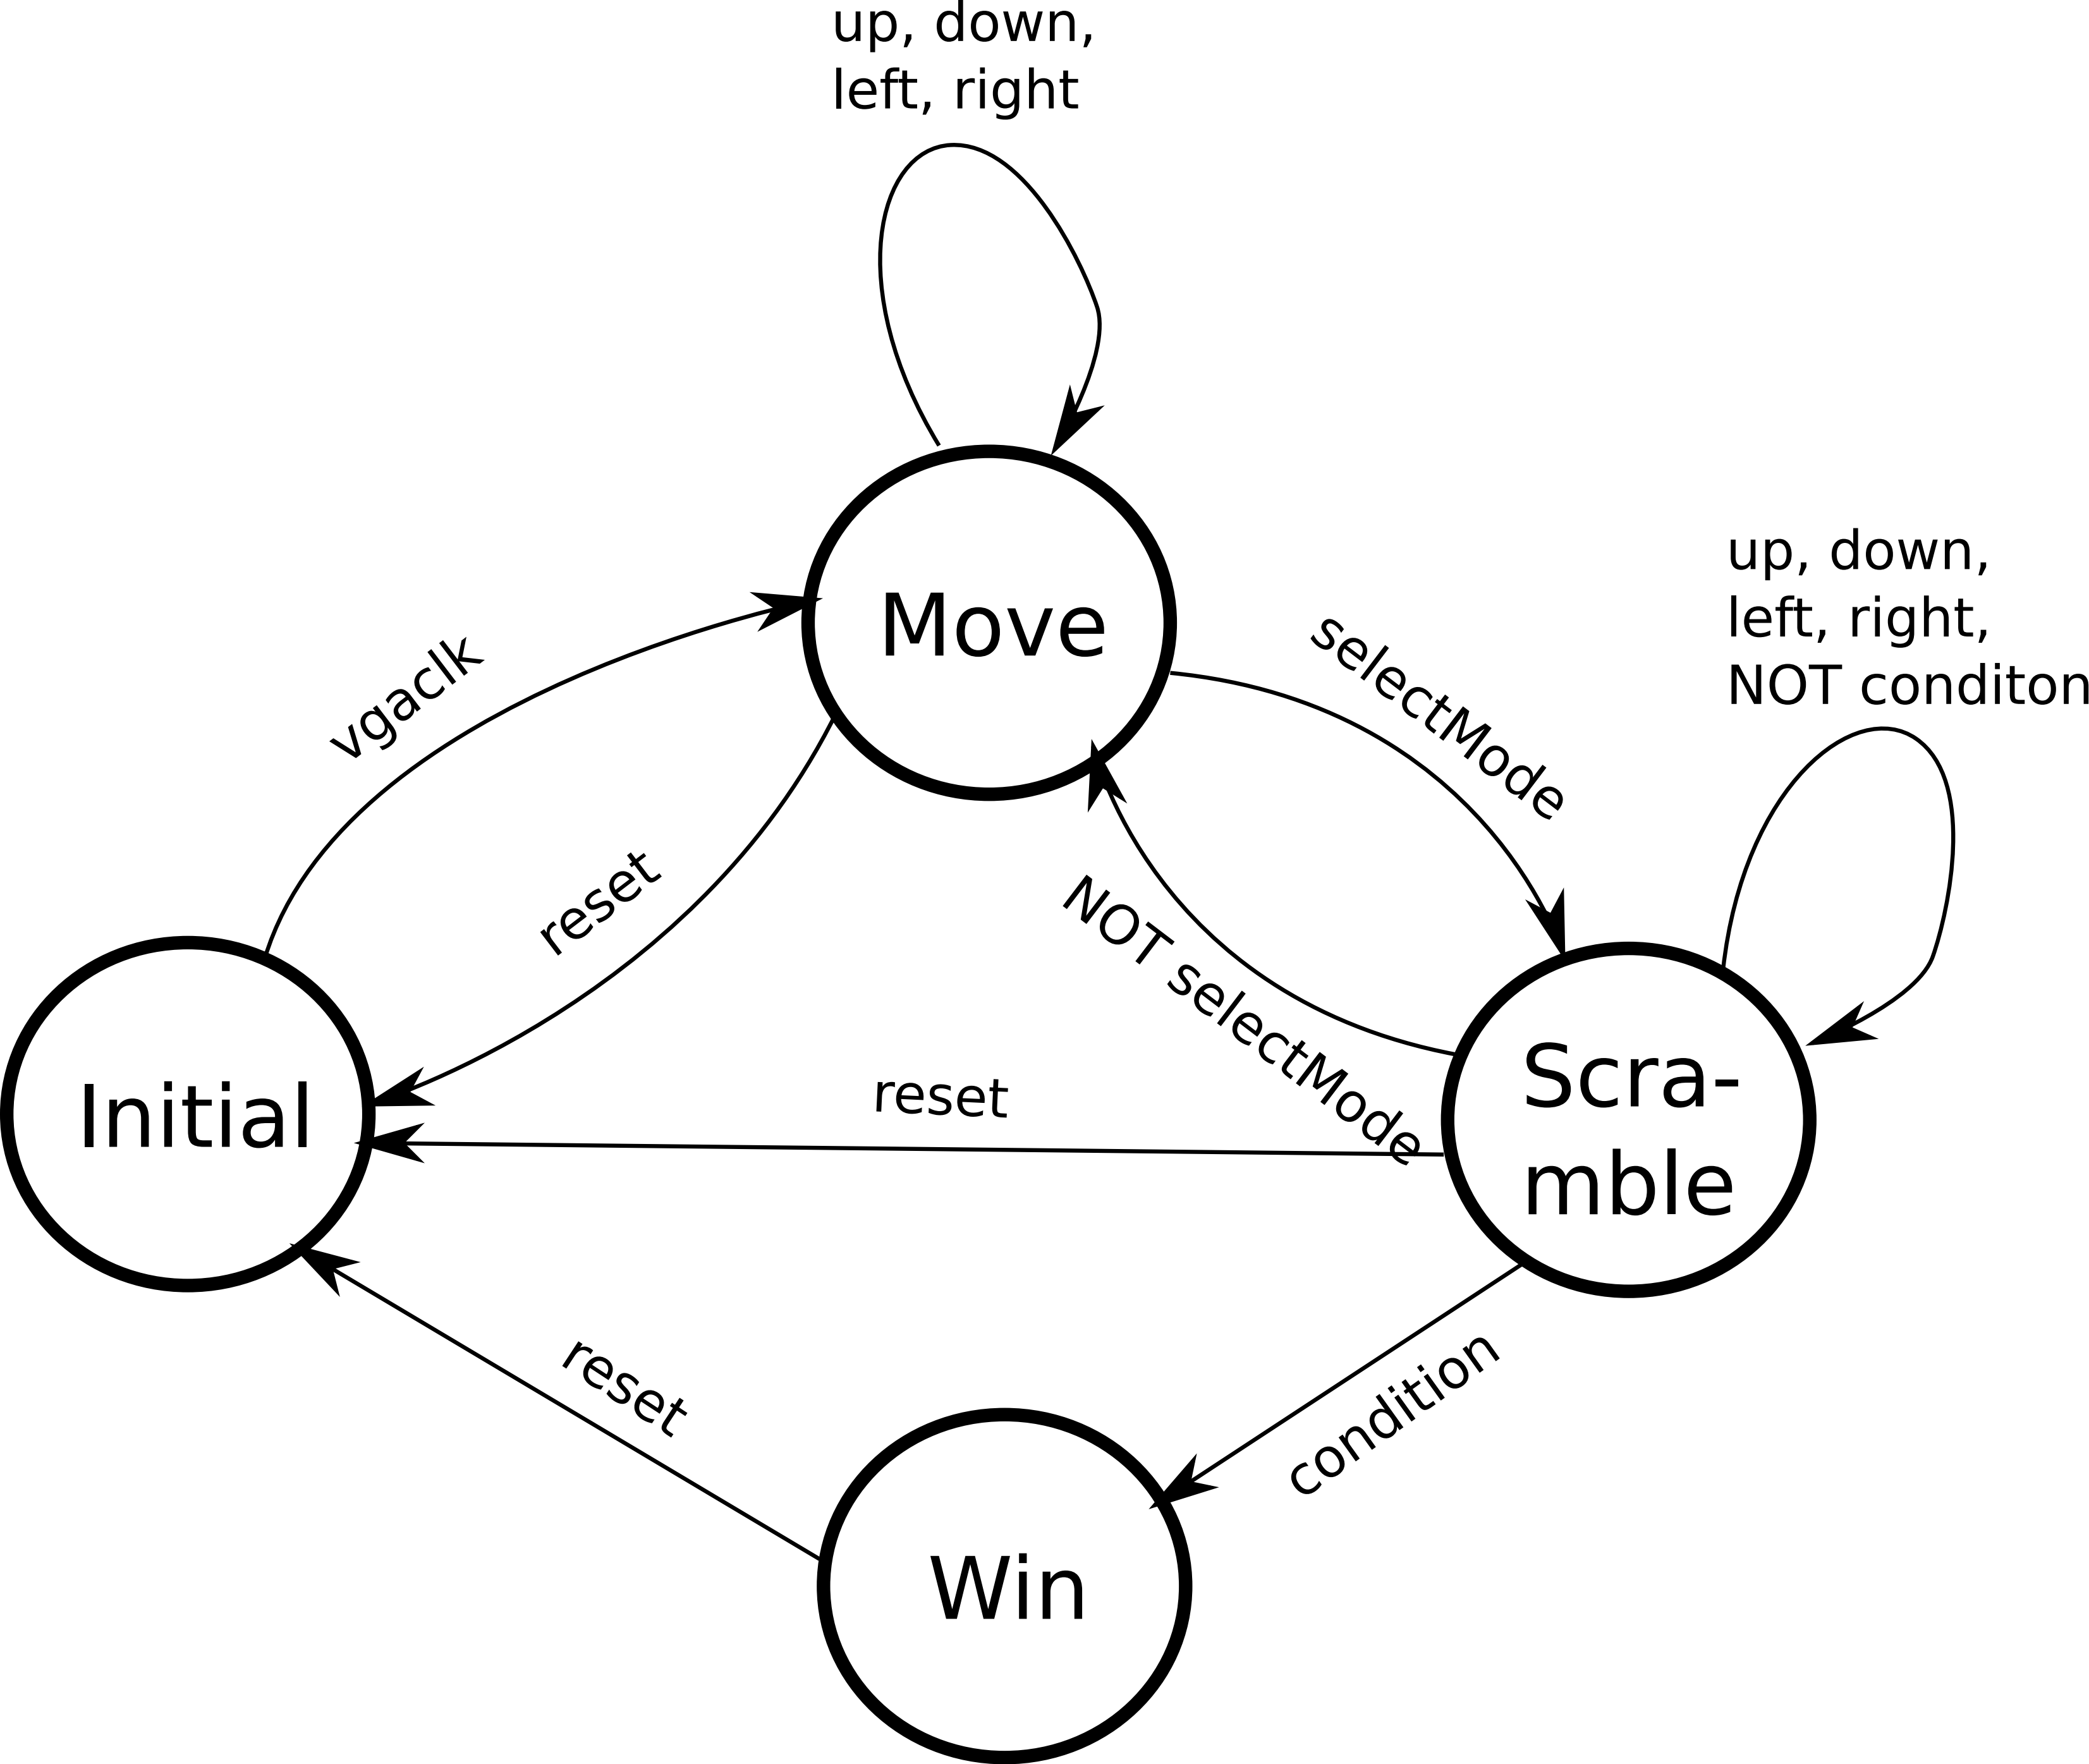 up, down,
left, right
up, down,
left, right,
NOT conditon
Move
selectMode
vgaclk
reset
NOT selectMode
Initial
reset
Scra-
mble
reset
condition
Win